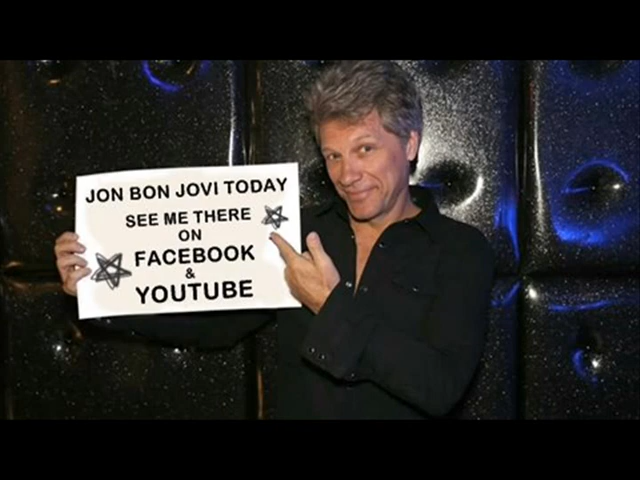 JON BON JOVI TODAY
SEE ME THERE
ON
FACEBOOK
&
YOUTUBE